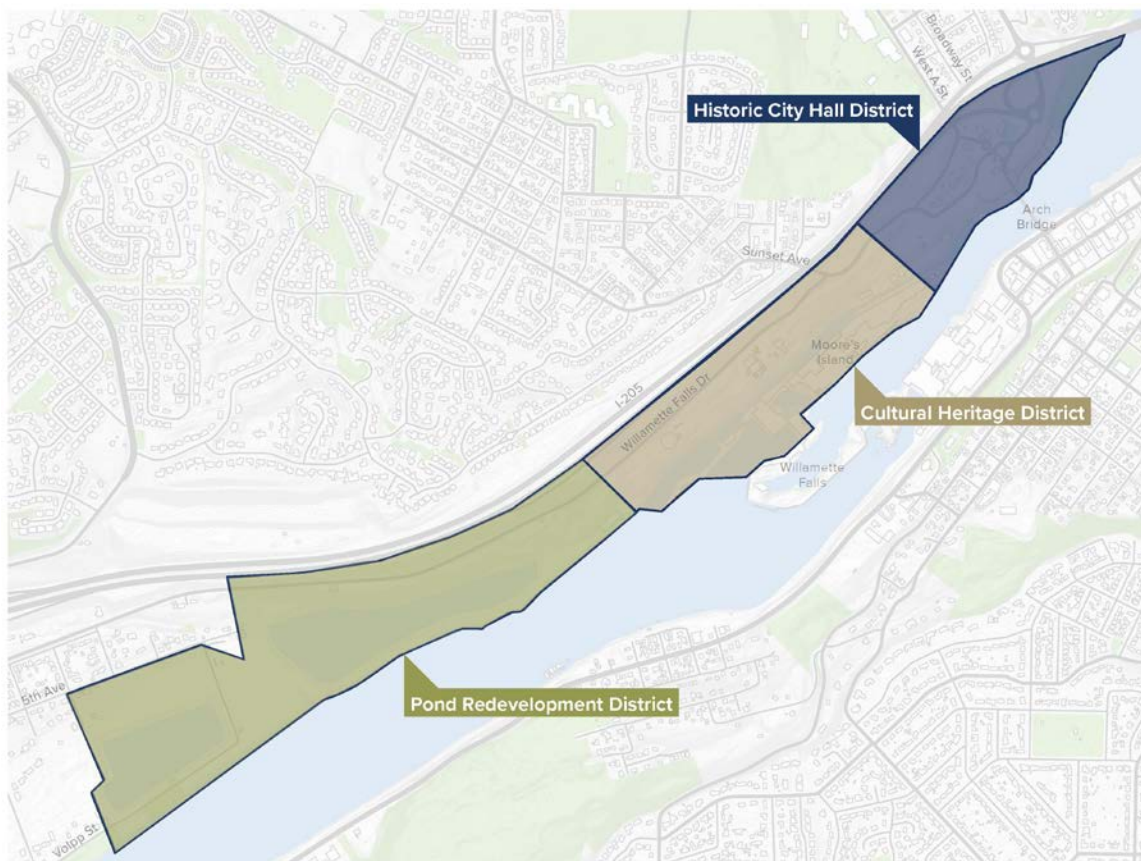 Broadway St
West A St
Historic City Hall District
Arch
Bridge
Sunset Ave
Moore's
Island
I-205
Willamette Falls Dr
Cultural Heritage District
Willamette
Falls
5th Ave
Pond Redevelopment District
Volpp St